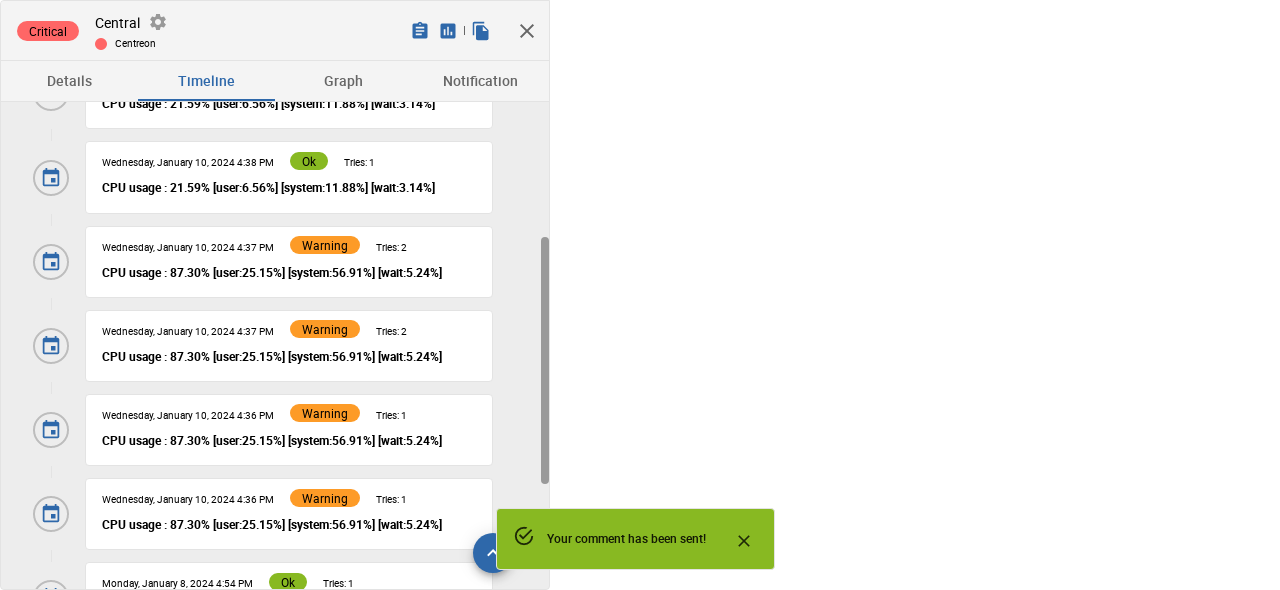 Critical
Central
Centreon
Details Timeline Graph Notification
CPU usage : 21.59% [user:6.56%] [system:11.88%] [wait:3.14%]
Wednesday, January 10, 2024 4:38 PM Ok Tries: 1
CPU usage : 21.59% [user:6.56%] [system:11.88%] [wait:3.14%]
Wednesday, January 10, 2024 4:37 PM Warning Tries: 2
CPU usage : 87.30% [user:25.15%] [system:56.91%] [wait:5.24%]
Wednesday, January 10, 2024 4:37 PM Warning Tries: 2
CPU usage : 87.30% [user:25.15%] [system:56.91%] [wait:5.24%]
Wednesday, January 10, 2024 4:36 PM Warning Tries: 1
CPU usage : 87.30% [user:25.15%] [system:56.91%] [wait:5.24%]
Wednesday, January 10, 2024 4:36 PM Warning Tries: 1
CPU usage : 87.30% [user:25.15%] [system:56.91%] [wait:5.24%]
Your comment has been sent!
Monday, January 8, 2024 4:54 PM Ok Tries: 1